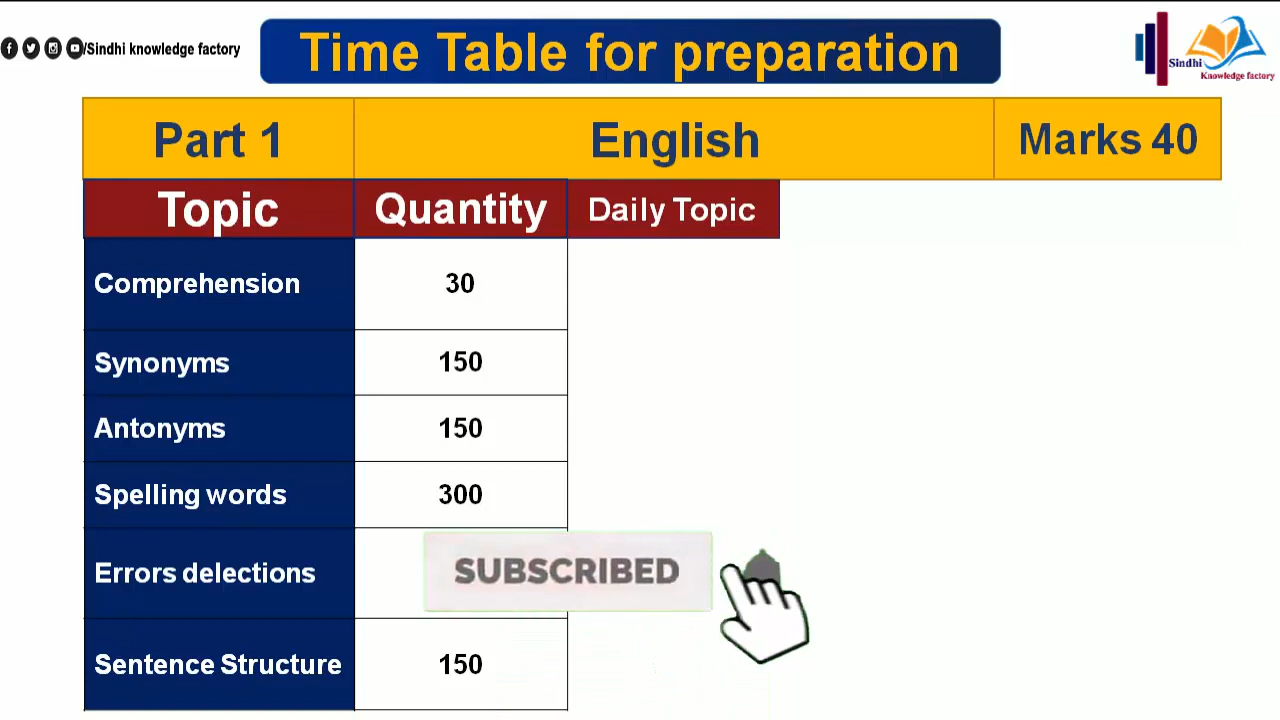 /Sindhi knowledge factory
Time Table for preparation
Sindhi
Knowledge factory
Part 1 English Marks 40
Topic Quantity Daily Topic
Comprehension 30
Synonyms 150
Antonyms 150
Spelling words 300
Errors delections
SUBSCRIBED
Sentence Structure 150